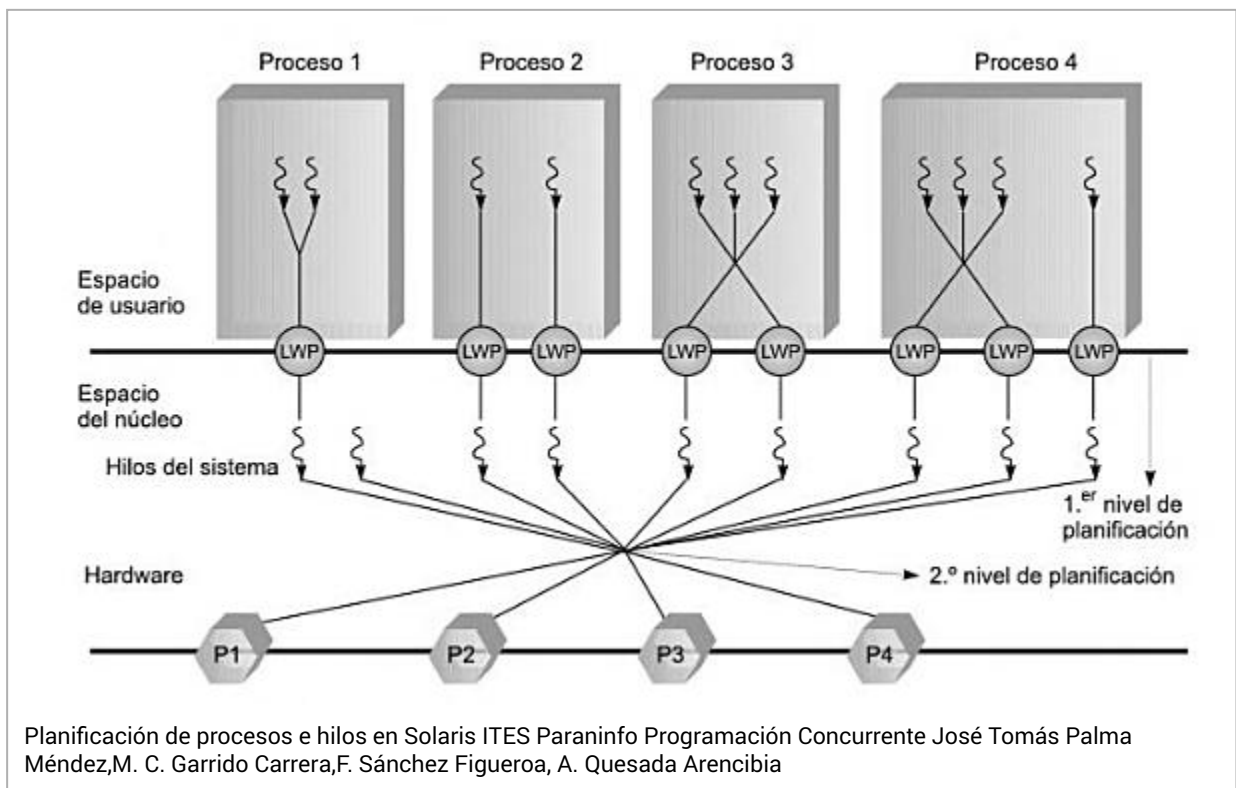 Proceso 1 Proceso 2 Proceso 3 Proceso 4
Espacio
de usuario
LWP LWP LWP LWP LWP LWP LWP LWP
Espacio
del núcleo
Hilos del sistema
1.er nivel de
planificación
Hardware
2.º nivel de planificación
P1 P2 P3 P4
Planificación de procesos e hilos en Solaris ITES Paraninfo Programación Concurrente José Tomás Palma
Méndez,M. C. Garrido Carrera,F. Sánchez Figueroa, A. Quesada Arencibia